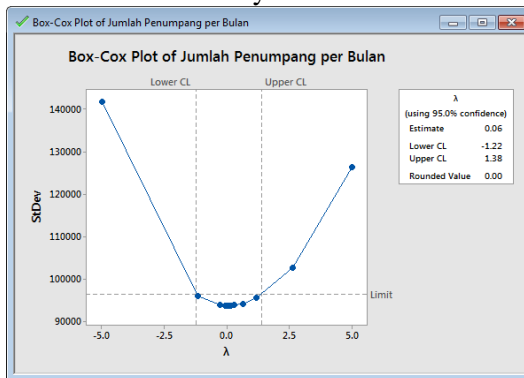 Box-Cox Plot of Jumlah Penumpang per Bulan
Box-Cox Plot of Jumlah Penumpang per Bulan
Lower CL Upper CL
λ
(using 95.0% confidence)
Estimate 0.06
Lower CL -1.22
Upper CL 1.38
Rounded Value 0.00
StDev
140000
130000
120000
110000
100000
90000
Limit
-5.0 -2.5 0.0 2.5 5.0
λ